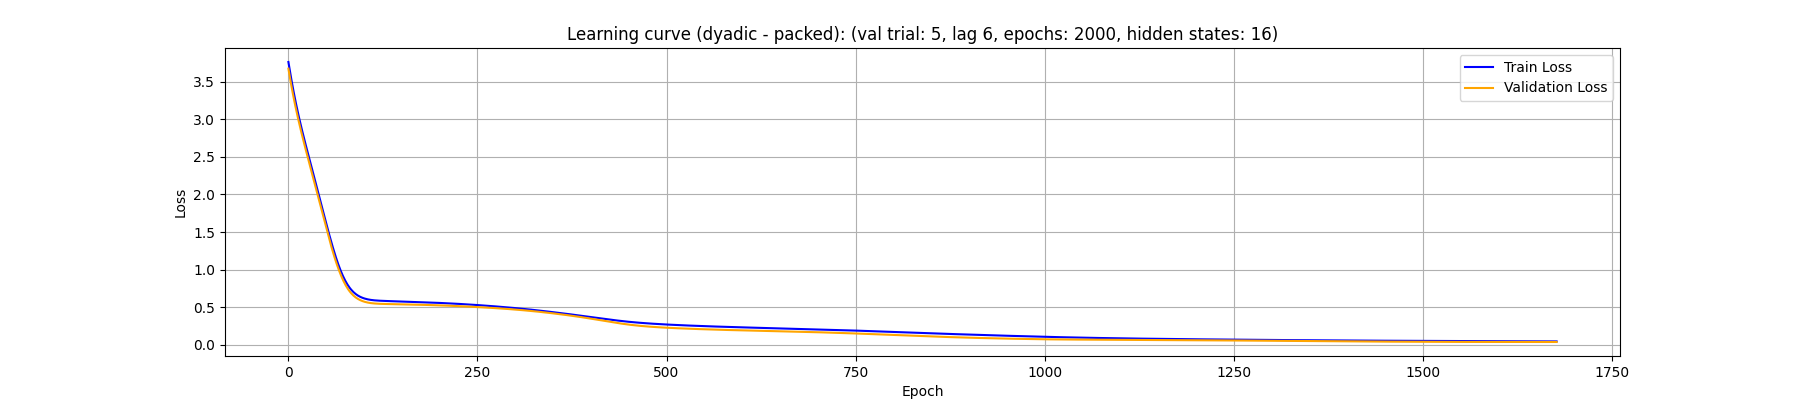 Learning curve (dyadic - packed): (val trial: 5, lag 6, epochs: 2000, hidden states: 16)
Train Loss
Validation Loss
3.5
3.0
2.5
2.0
1.5
1.0
0.5
0.0
Loss
0 250 500 750 1000 1250 1500 1750
Epoch